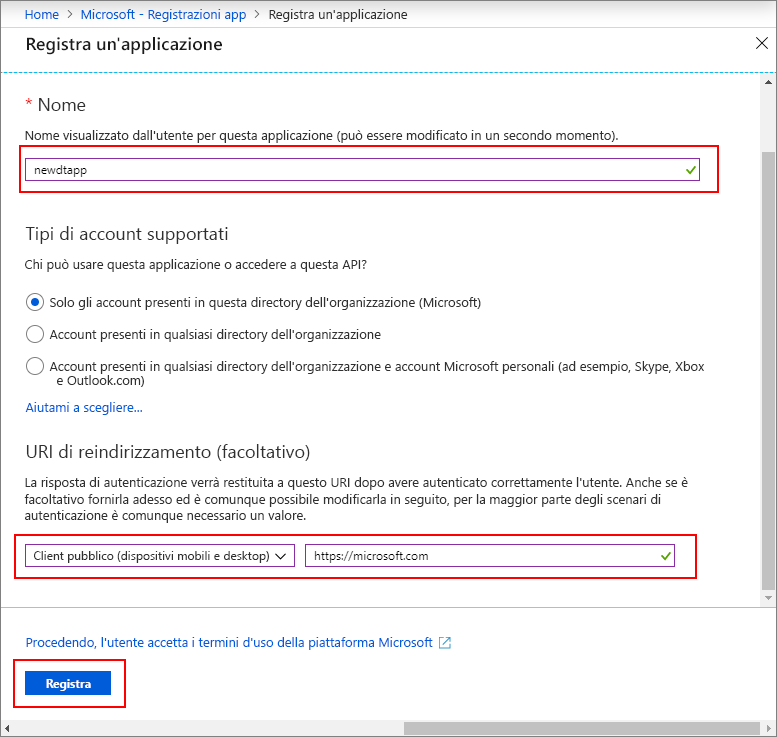 Home > Microsoft - Registrazioni app > Registra un'applicazione
Registra un'applicazione
* Nome
Nome visualizzato dall'utente per questa applicazione (può essere modificato in un secondo momento).
newdtapp
Tipi di account supportati
Chi può usare questa applicazione o accedere a questa API?
Solo gli account presenti in questa directory dell'organizzazione (Microsoft)
Account presenti in qualsiasi directory dell'organizzazione
Account presenti in qualsiasi directory dell'organizzazione e account Microsoft personali (ad esempio, Skype, Xbox
e Outlook.com)
Aiutami a scegliere...
URI di reindirizzamento (facoltativo)
La risposta di autenticazione verrà restituita a questo URI dopo avere autenticato correttamente l'utente. Anche se è
facoltativo fornirla adesso ed è comunque possibile modificarla in seguito, per la maggior parte degli scenari di
autenticazione è comunque necessario un valore.
Client pubblico (dispositivi mobili e desktop) https://microsoft.com
Procedendo, l'utente accetta i termini d'uso della piattaforma Microsoft
Registra